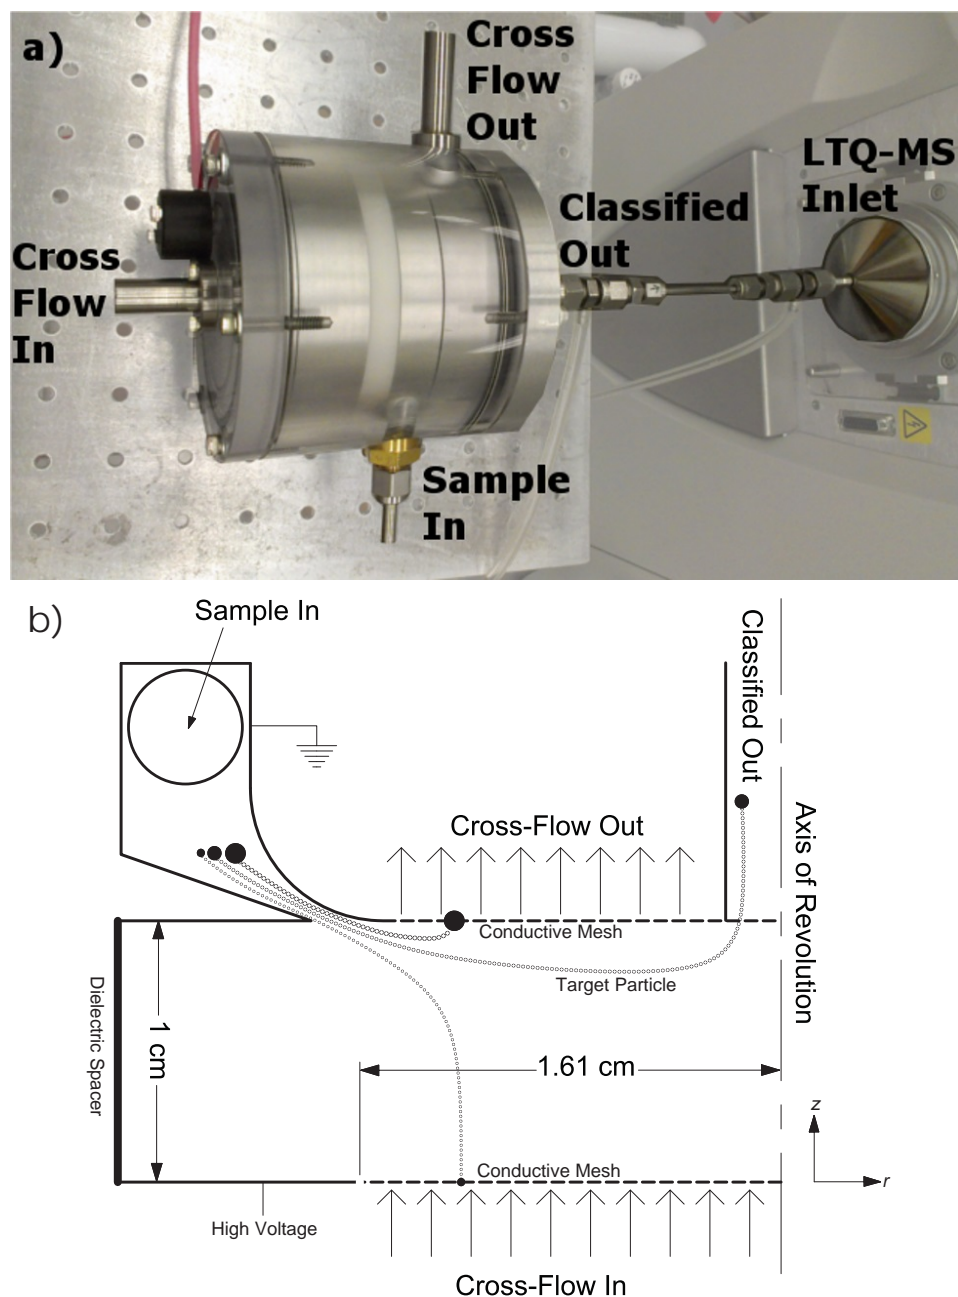 a)
Cross
Flow
Out
LTQ-MS
Inlet
Classified
Out
Cross
Flow
In
Sample
In
b)
Sample In
Classified Out
Cross-Flow Out
Axis of Revolution
Conductive Mesh
Target Particle
Dielectric Spacer
1 cm
1.61 cm
z
r
Conductive Mesh
High Voltage
Cross-Flow In